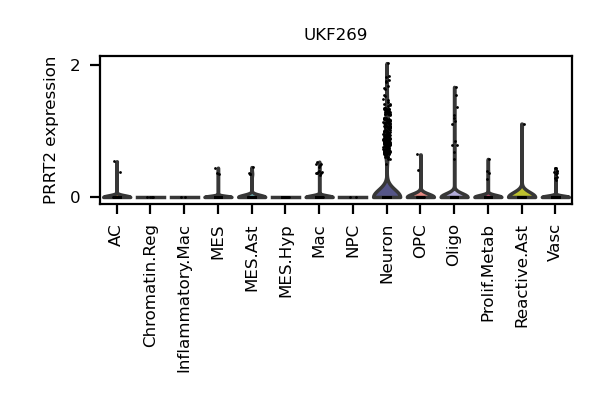 UKF269
PRRT2 expression
2
0
AC
Chromatin.Reg
Inflammatory.Mac
MES
MES.Ast
MES.Hyp
Mac
NPC
Neuron
OPC
Oligo
Prolif.Metab
Reactive.Ast
Vasc